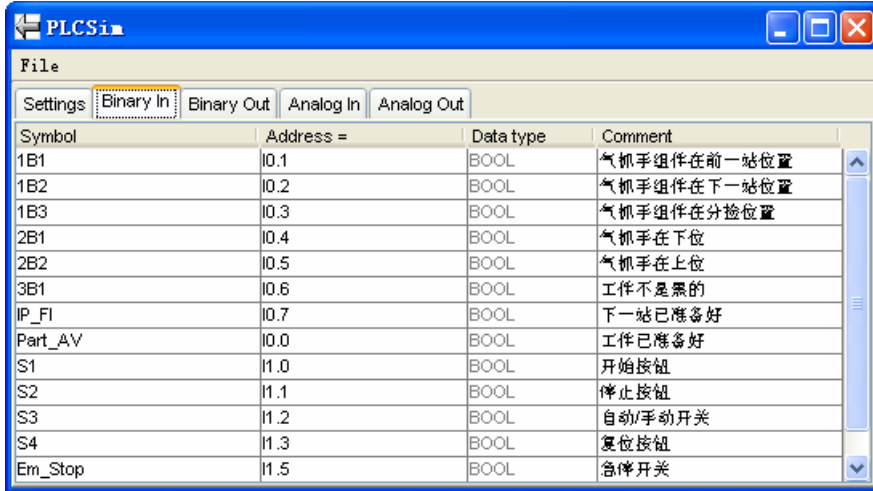 PLCSim
File
Settings Binary In Binary Out Analog In Analog Out
Symbol Address = Data type Comment
1B1 I0.1 BOOL 气抓手组件在前一站位置
1B2 I0.2 BOOL 气抓手组件在下一站位置
1B3 I0.3 BOOL 气抓手组件在分捡位置
2B1 I0.4 BOOL 气抓手在下位
2B2 I0.5 BOOL 气抓手在上位
3B1 I0.6 BOOL 工件不是黑的
IP_FI I0.7 BOOL 下一站已准备好
Part_AV I0.0 BOOL 工件已准备好
S1 I1.0 BOOL 开始按钮
S2 I1.1 BOOL 停止按钮
S3 I1.2 BOOL 自动/手动开关
S4 I1.3 BOOL 复位按钮
Em_Stop I1.5 BOOL 急停开关